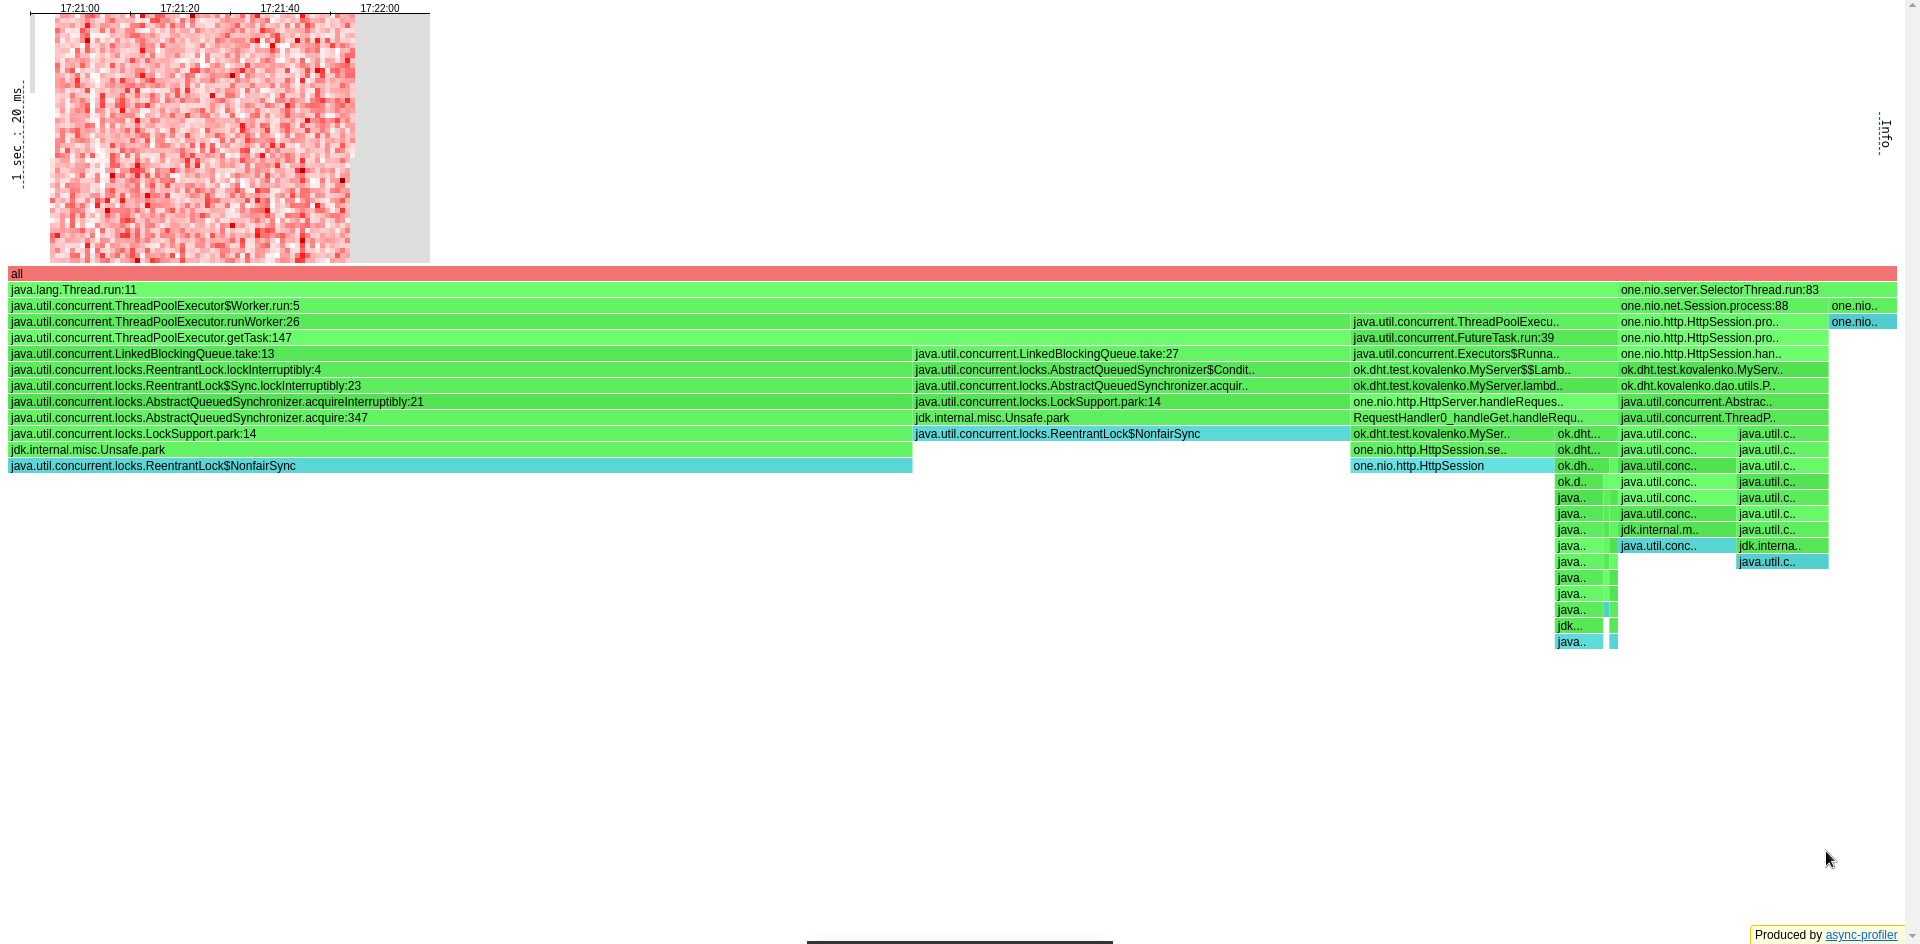 17:21:00 17:21:20 17:21:40 17:22:00
1 sec : 20 ms
Info
all
java.lang.Thread.run:11 one.nio.server.SelectorThread.run:83
java.util.concurrent.ThreadPoolExecutor$Worker.run:5 one.nio.net.Session.process:88 one.nio..
java.util.concurrent.ThreadPoolExecutor.runWorker:26 java.util.concurrent.ThreadPoolExecu.. one.nio.http.HttpSession.pro.. one.nio..
java.util.concurrent.ThreadPoolExecutor.getTask:147 java.util.concurrent.FutureTask.run:39 one.nio.http.HttpSession.pro..
java.util.concurrent.LinkedBlockingQueue.take:13 java.util.concurrent.LinkedBlockingQueue.take:27 java.util.concurrent.Executors$Runna.. one.nio.http.HttpSession.han..
java.util.concurrent.locks.ReentrantLock.lockInterruptibly:4 java.util.concurrent.locks.AbstractQueuedSynchronizer$Condit.. ok.dht.test.kovalenko.MyServer$$Lamb.. ok.dht.test.kovalenko.MyServ..
java.util.concurrent.locks.ReentrantLock$Sync.lockInterruptibly:23 java.util.concurrent.locks.AbstractQueuedSynchronizer.acquir.. ok.dht.test.kovalenko.MyServer.lambd.. ok.dht.kovalenko.dao.utils.P..
java.util.concurrent.locks.AbstractQueuedSynchronizer.acquireInterruptibly:21 java.util.concurrent.locks.LockSupport.park:14 one.nio.http.HttpServer.handleReques.. java.util.concurrent.Abstrac..
java.util.concurrent.locks.AbstractQueuedSynchronizer.acquire:347 jdk.internal.misc.Unsafe.park RequestHandler0_handleGet.handleRequ.. java.util.concurrent.ThreadP..
java.util.concurrent.locks.LockSupport.park:14 java.util.concurrent.locks.ReentrantLock$NonfairSync ok.dht.test.kovalenko.MySer.. ok.dht... java.util.conc.. java.util.c..
jdk.internal.misc.Unsafe.park one.nio.http.HttpSession.se.. ok.dht... java.util.conc.. java.util.c..
java.util.concurrent.locks.ReentrantLock$NonfairSync one.nio.http.HttpSession ok.dh.. java.util.conc.. java.util.c..
ok.d.. java.util.conc.. java.util.c..
java.. java.util.conc.. java.util.c..
java.. java.util.conc.. java.util.c..
java.. jdk.internal.m.. java.util.c..
java.. java.util.conc.. jdk.interna..
java.. java.util.c..
java..
java..
java..
jdk...
java..
Produced by async-profiler